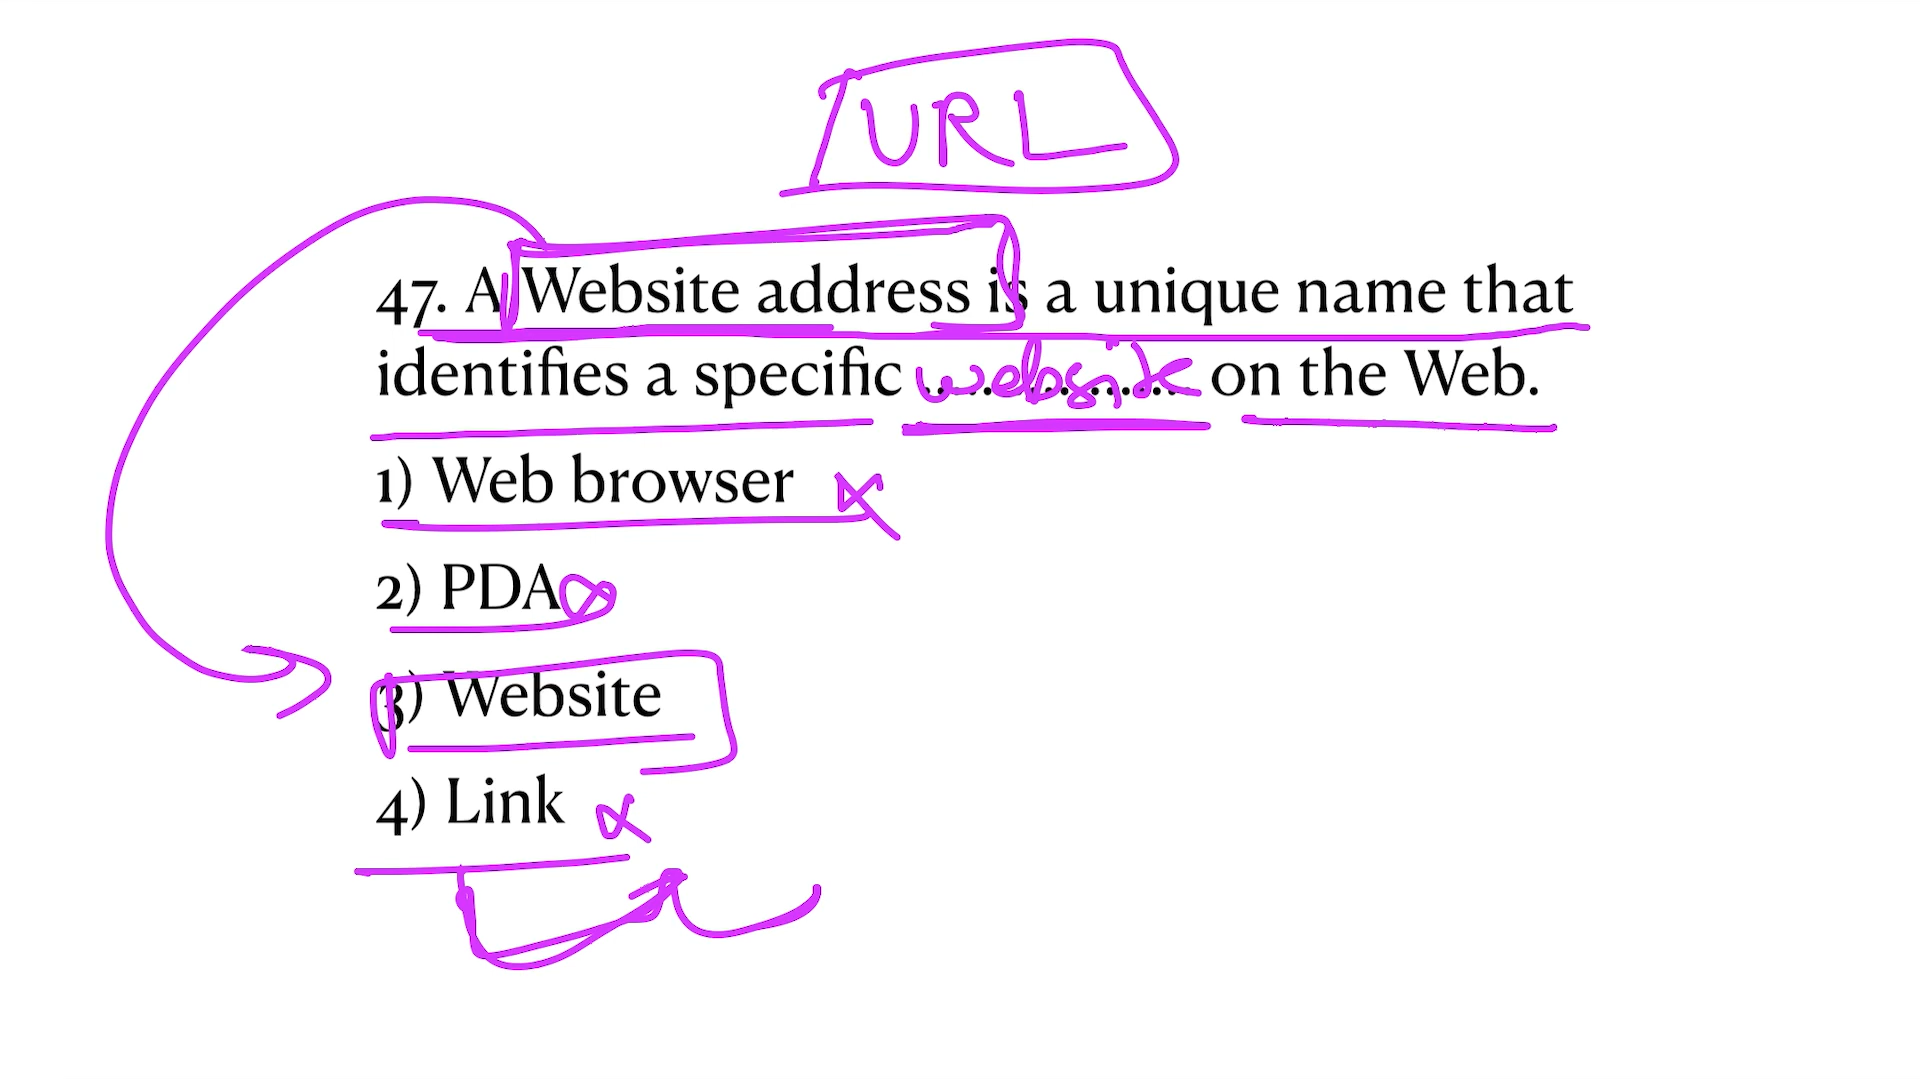 URL
47. A Website address is a unique name that
identifies a specific website on the Web.
1) Web browser
2) PDA
3) Website
4) Link